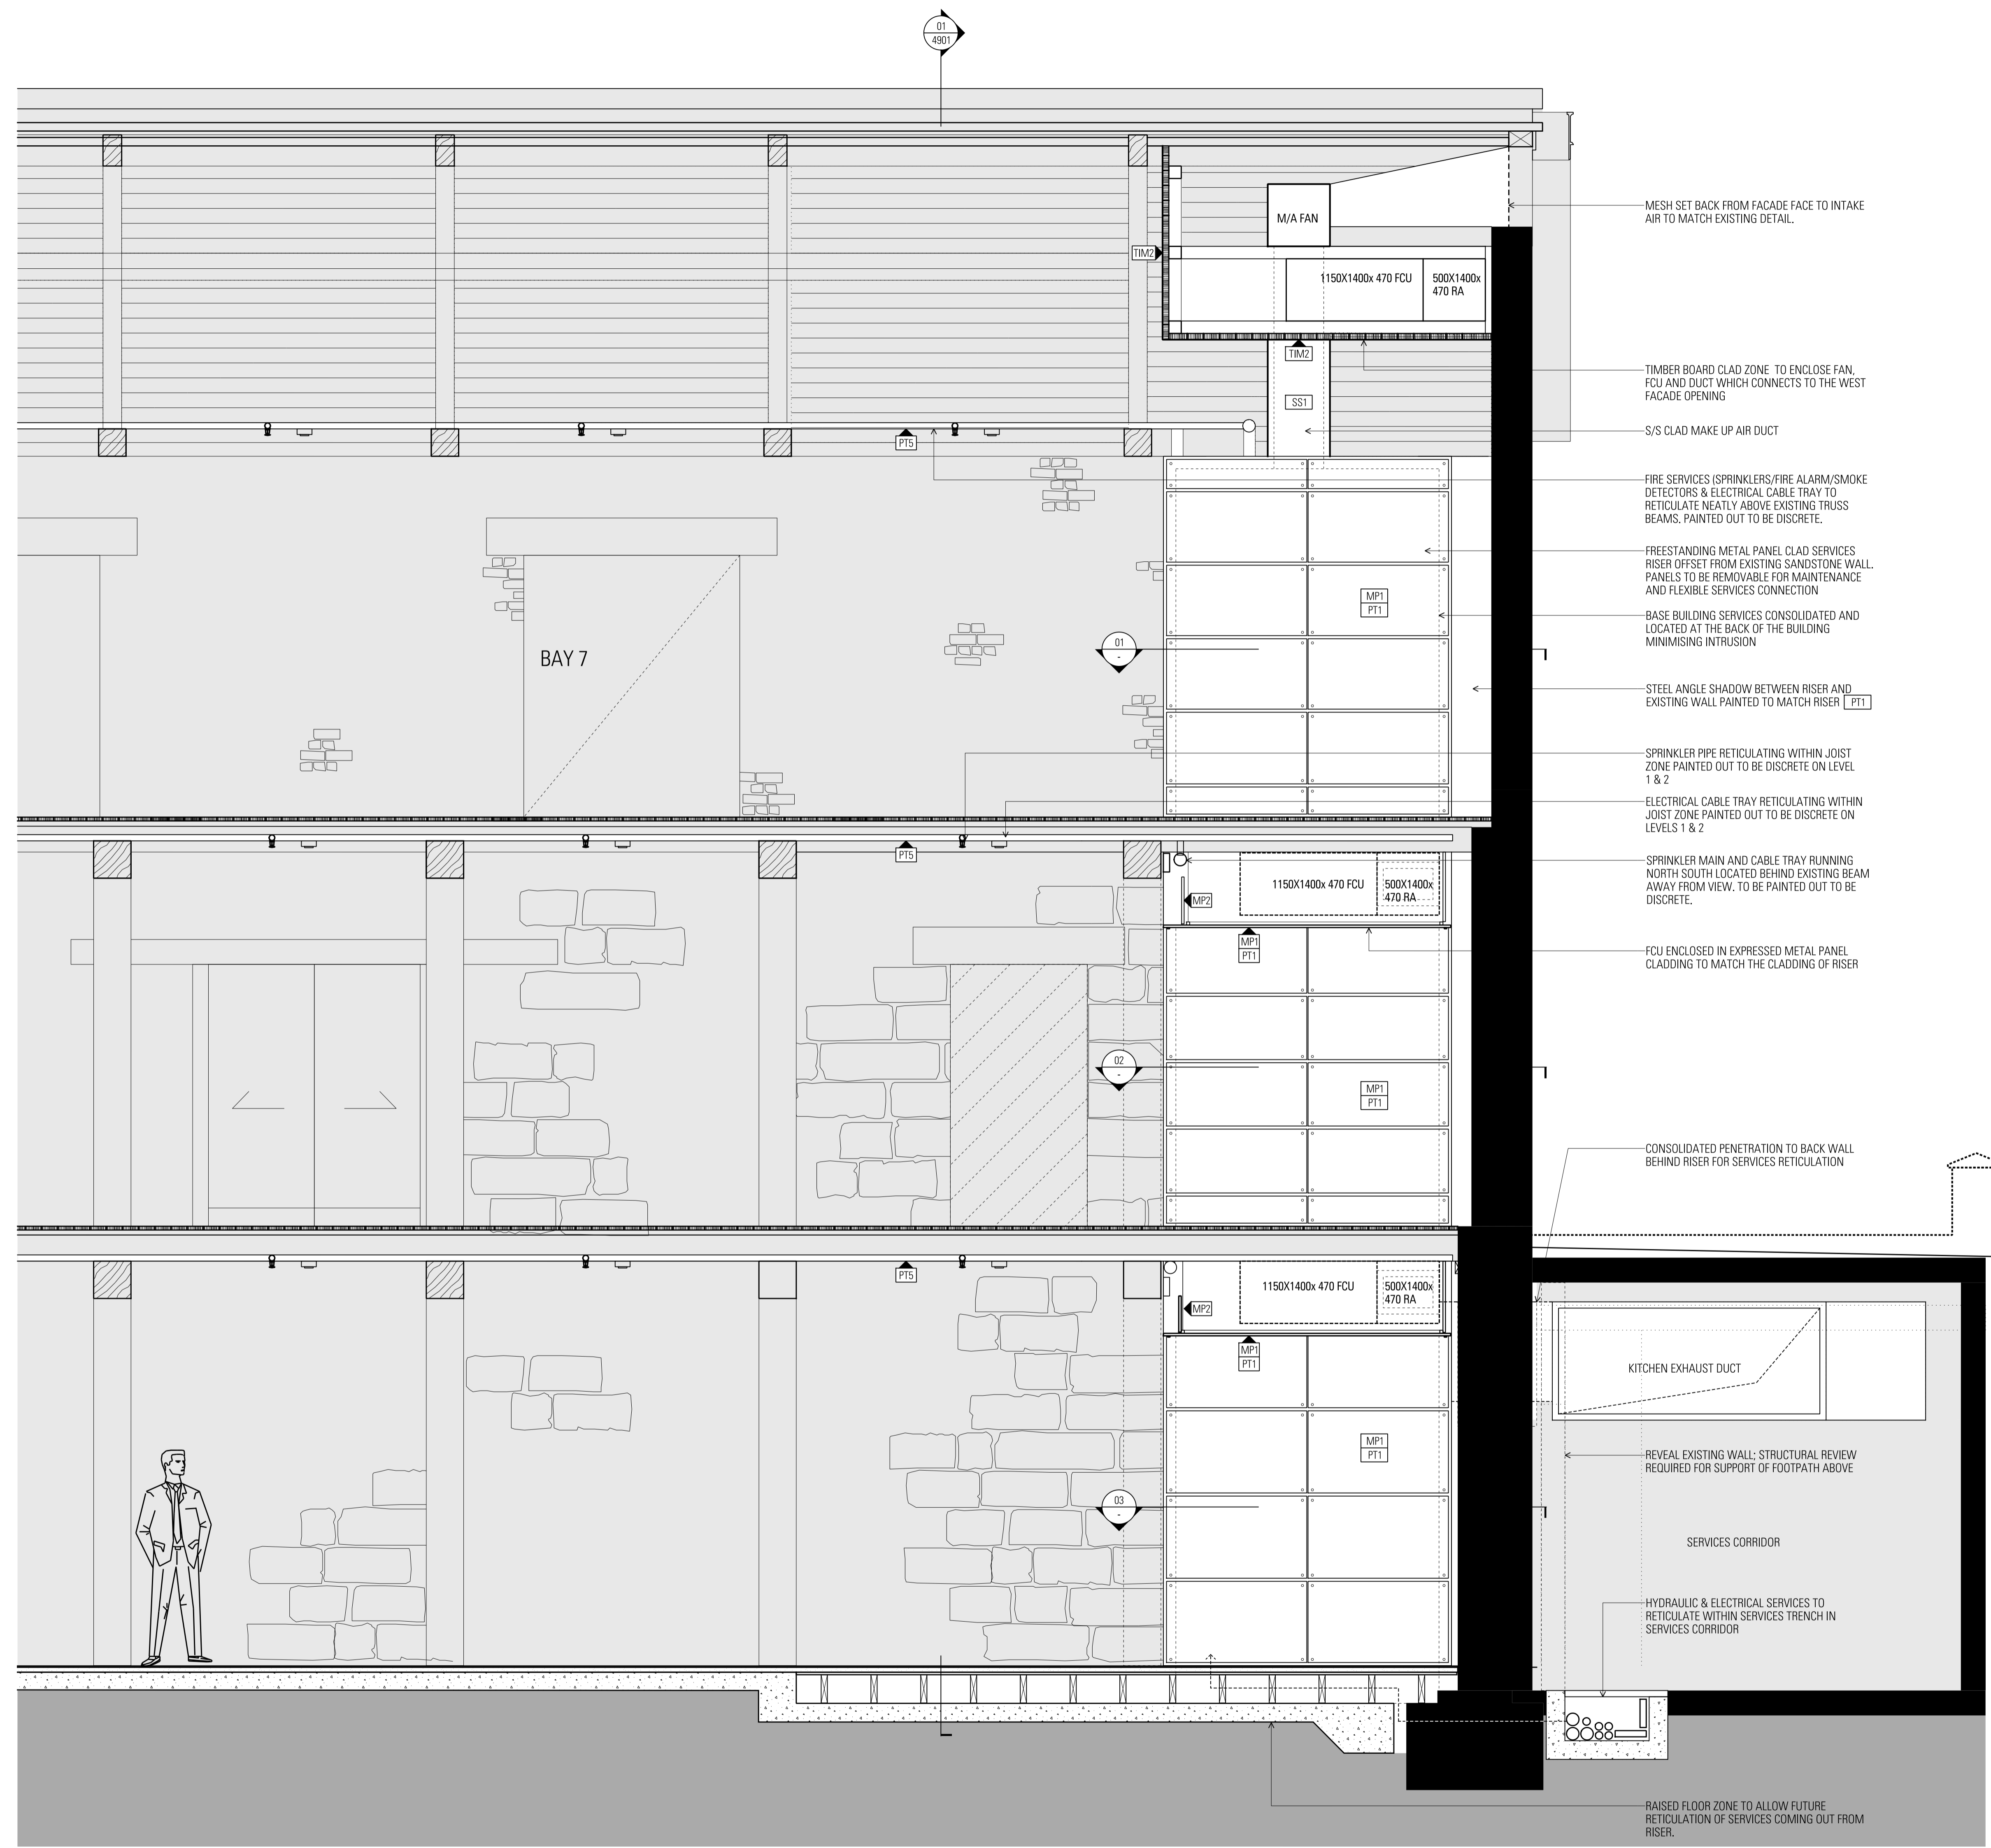 01
4901
MESH SET BACK FROM FACADE FACE TO INTAKE
AIR TO MATCH EXISTING DETAIL.
M/A FAN
TIM2
1150X1400x 470 FCU
500X1400x
470 RA
TIM2
TIMBER BOARD CLAD ZONE TO ENCLOSE FAN,
FCU AND DUCT WHICH CONNECTS TO THE WEST
FACADE OPENING
SS1
S/S CLAD MAKE UP AIR DUCT
PT5
FIRE SERVICES (SPRINKLERS/FIRE ALARM/SMOKE
DETECTORS & ELECTRICAL CABLE TRAY TO
RETICULATE NEATLY ABOVE EXISTING TRUSS
BEAMS. PAINTED OUT TO BE DISCRETE.
FREESTANDING METAL PANEL CLAD SERVICES
RISER OFFSET FROM EXISTING SANDSTONE WALL.
PANELS TO BE REMOVABLE FOR MAINTENANCE
AND FLEXIBLE SERVICES CONNECTION
MP1
PT1
BASE BUILDING SERVICES CONSOLIDATED AND
LOCATED AT THE BACK OF THE BUILDING
MINIMISING INTRUSION
BAY 7
01
-
STEEL ANGLE SHADOW BETWEEN RISER AND
EXISTING WALL PAINTED TO MATCH RISER PT1
SPRINKLER PIPE RETICULATING WITHIN JOIST
ZONE PAINTED OUT TO BE DISCRETE ON LEVEL
1 & 2
ELECTRICAL CABLE TRAY RETICULATING WITHIN
JOIST ZONE PAINTED OUT TO BE DISCRETE ON
LEVELS 1 & 2
PT5
SPRINKLER MAIN AND CABLE TRAY RUNNING
NORTH SOUTH LOCATED BEHIND EXISTING BEAM
AWAY FROM VIEW. TO BE PAINTED OUT TO BE
DISCRETE.
1150X1400x 470 FCU
500X1400x
470 RA
MP2
MP1
PT1
FCU ENCLOSED IN EXPRESSED METAL PANEL
CLADDING TO MATCH THE CLADDING OF RISER
02
-
MP1
PT1
CONSOLIDATED PENETRATION TO BACK WALL
BEHIND RISER FOR SERVICES RETICULATION
PT5
1150X1400x 470 FCU
500X1400x
470 RA
MP2
MP1
PT1
KITCHEN EXHAUST DUCT
MP1
PT1
REVEAL EXISTING WALL; STRUCTURAL REVIEW
REQUIRED FOR SUPPORT OF FOOTPATH ABOVE
03
-
SERVICES CORRIDOR
HYDRAULIC & ELECTRICAL SERVICES TO
RETICULATE WITHIN SERVICES TRENCH IN
SERVICES CORRIDOR
RAISED FLOOR ZONE TO ALLOW FUTURE
RETICULATION OF SERVICES COMING OUT FROM
RISER.